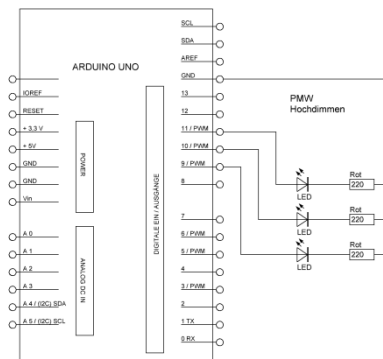 ARDUINO UNO
IOREF
RESET
+ 3,3 V
+ 5V
GND
GND
Vin
POWER
A 0
A 1
A 2
A 3
A 4 / (I2C) SDA
A 5 / (I2C) SCL
ANALOG DC IN
DIGITALE EIN / AUSGÄNGE
SCL
SDA
AREF
GND
13
12
11 / PWM
10 / PWM
9 / PWM
8
7
6 / PWM
5 / PWM
4
3 / PWM
2
1 TX
0 RX
PMW
Hochdimmen
LED
Rot
220
LED
Rot
220
LED
Rot
220